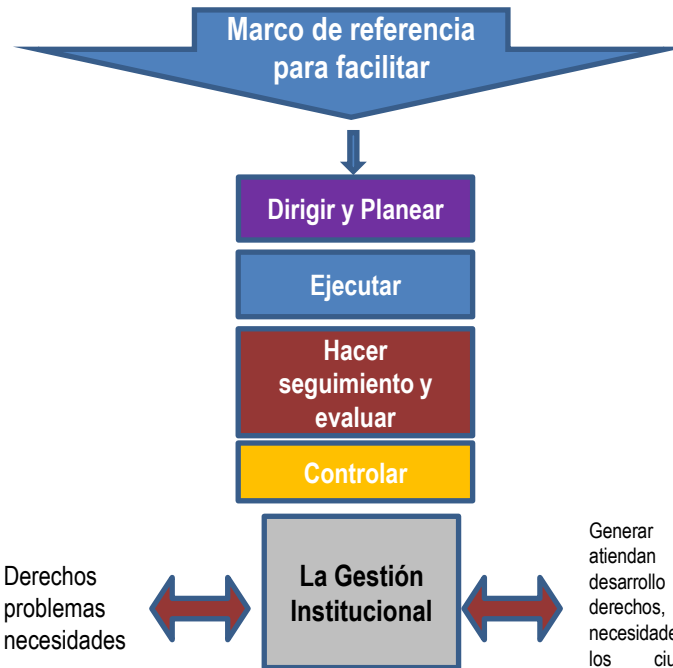 Marco de referencia
para facilitar
Dirigir y Planear
Ejecutar
Hacer
seguimiento y
evaluar
Controlar
La Gestión
Institucional
Derechos
problemas
necesidades
Generar
atiendan
desarrollo
derechos,
los